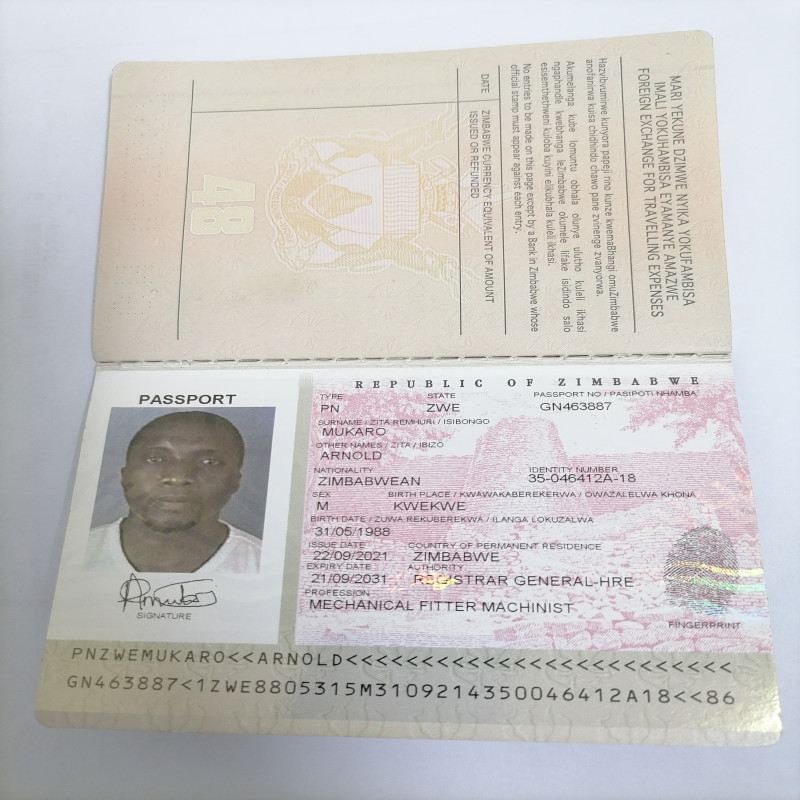 MARI YEKUNE DZIMWE NYIKA YOKUFAMBISA
IMALI YOKUHAMBISA EYAMANYE AMAZWE
FOREIGN EXCHANGE FOR TRAVELLING EXPENSES
Hazvibvumirwe kunyora papeji rino kunze kwemaBhangi omuZimbabwe
anofanirwa kuisa chidhindo chawo pane zvinenge zvanyorwa.
Akumelanga kube lomuntu obhala olunye ulutho kuleli ikhasi
ngaphandle kwebhanga leZimbabwe okumele lifake isidindo salo
esisemthethweni kuloba kuyini elikubhala kuleli ikhasi.
No entries to be made on this page except by a Bank in Zimbabwe whose
official stamp must appear against each entry.
DATE
ZIMBABWE CURRENCY EQUIVALENT OF AMOUNT
ISSUED OR REFUNDED
48
REPUBLIC OF ZIMBABWE
PASSPORT
TYPE STATE PASSPORT NO / PASIPOTI NHAMBA
PN ZWE GN463887
SURNAME / ZITA REMHURI / ISIBONGO
MUKARO
OTHER NAMES / ZITA / IBIZO
ARNOLD
NATIONALITY IDENTITY NUMBER
ZIMBABWEAN 35-046412A-18
SEX BIRTH PLACE / KWAWAKABEREKERWA / OWAZALELWA KHONA
M KWEKWE
BIRTH DATE / ZUWA REKUBEREKWA / ILANGA LOKUZALWA
31/05/1988
ISSUE DATE COUNTRY OF PERMANENT RESIDENCE
22/09/2021 ZIMBABWE
EXPIRY DATE AUTHORITY
21/09/2031 REGISTRAR GENERAL-HRE
PROFESSION
MECHANICAL FITTER MACHINIST
SIGNATURE
FINGERPRINT
PNZWEMUKARO<<ARNOLD<<<<<<<<<<<<<<<<<<<<<<<<<
GN463887<1ZWE8805315M3109214350046412A18<<86